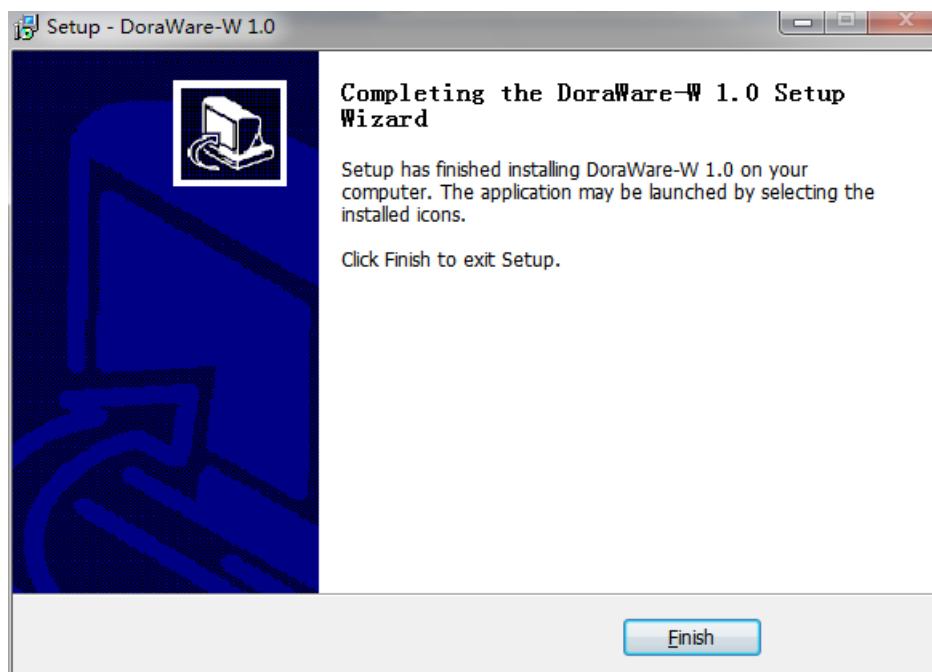 Setup - DoraWare-W 1.0
Completing the DoraWare-W 1.0 Setup
Wizard
Setup has finished installing DoraWare-W 1.0 on your
computer. The application may be launched by selecting the
installed icons.
Click Finish to exit Setup.
Finish